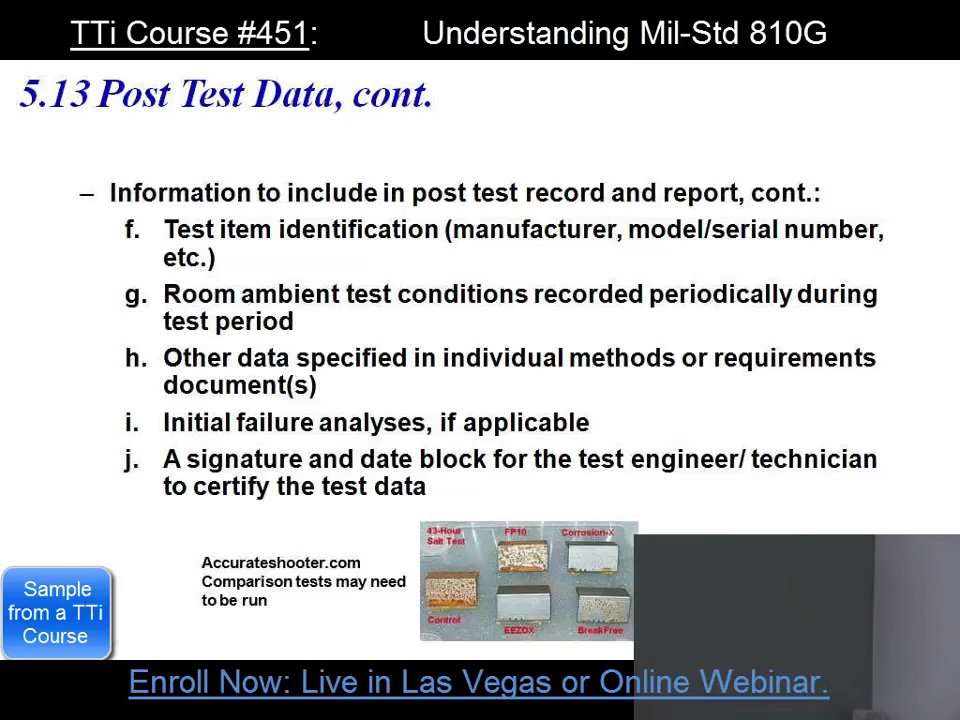 TTi Course #451: Understanding Mil-Std 810G
5.13 Post Test Data, cont.
– Information to include in post test record and report, cont.:
f. Test item identification (manufacturer, model/serial number,
etc.)
g. Room ambient test conditions recorded periodically during
test period
h. Other data specified in individual methods or requirements
document(s)
i. Initial failure analyses, if applicable
j. A signature and date block for the test engineer/ technician
to certify the test data
Accurateshooter.com
Comparison tests may need
to be run
43-Hour
Salt Test
FP10
Corrosion-X
Control
EEZOX
BreakFree
Sample
from a TTi
Course
Enroll Now: Live in Las Vegas or Online Webinar.